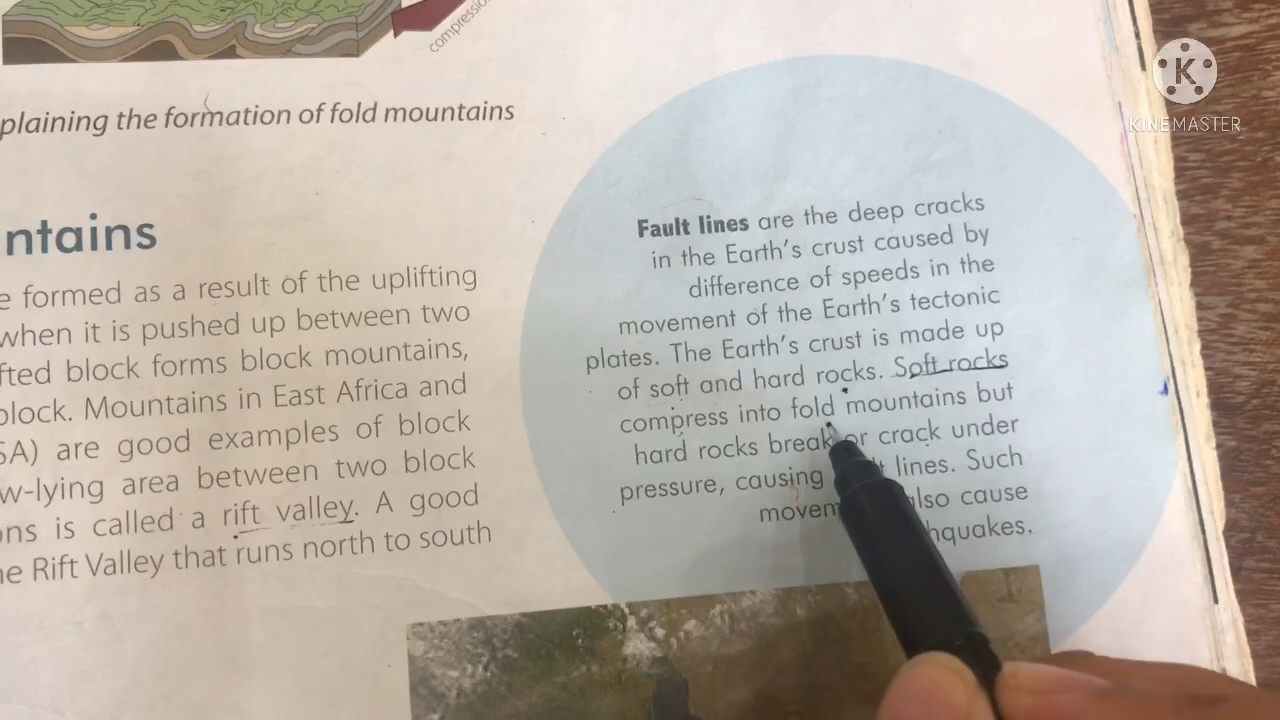 compressio
plaining the formation of fold mountains
ntains
e formed as a result of the uplifting
when it is pushed up between two
fted block forms block mountains,
block. Mountains in East Africa and
SA) are good examples of block
w-lying area between two block
ons is called a rift valley. A good
ne Rift Valley that runs north to south
Fault lines are the deep cracks
in the Earth's crust caused by
difference of speeds in the
movement of the Earth's tectonic
plates. The Earth's crust is made up
of soft and hard rocks. Soft rocks
compress into fold mountains but
hard rocks break or crack under
pressure, causing lt lines. Such
movem also cause
hquakes.
K
KINEMASTER